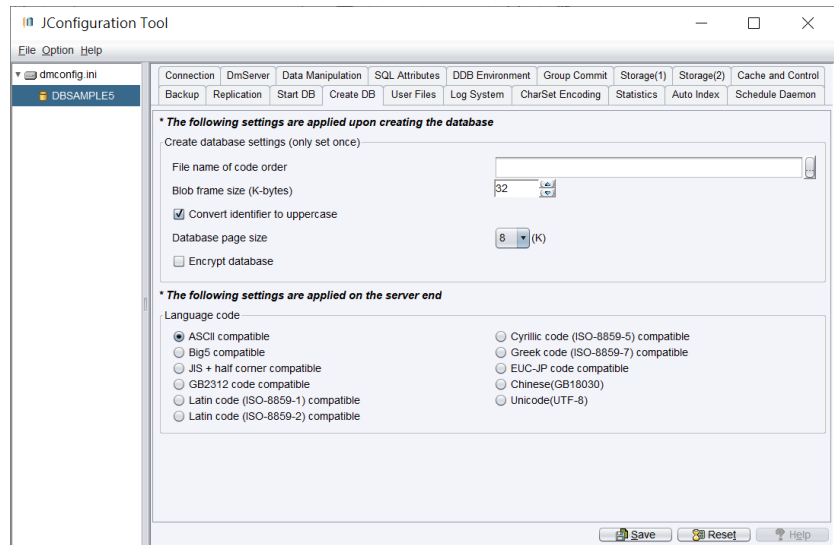 JConfiguration Tool
File Option Help
dmconfig.ini
DBSAMPLE5
Connection DmServer Data Manipulation SQL Attributes DDB Environment Group Commit Storage(1) Storage(2) Cache and Control
Backup Replication Start DB Create DB User Files Log System CharSet Encoding Statistics Auto Index Schedule Daemon
* The following settings are applied upon creating the database
Create database settings (only set once)
File name of code order
...
Blob frame size (K-bytes) 32
Convert identifier to uppercase
Database page size 8 (K)
Encrypt database
* The following settings are applied on the server end
Language code
ASCII compatible Cyrillic code (ISO-8859-5) compatible
Big5 compatible Greek code (ISO-8859-7) compatible
JIS + half corner compatible EUC-JP code compatible
GB2312 code compatible Chinese(GB18030)
Latin code (ISO-8859-1) compatible Unicode(UTF-8)
Latin code (ISO-8859-2) compatible
Save Reset Help